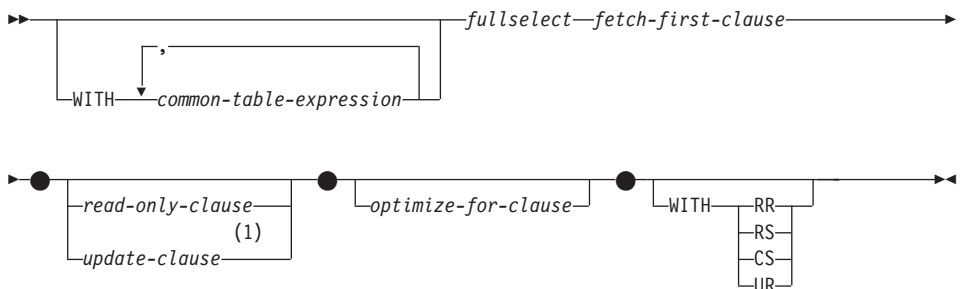 fullselect fetch-first-clause
,
WITH common-table-expression
read-only-clause
(1)
update-clause
optimize-for-clause
WITH RR
RS
CS
UR